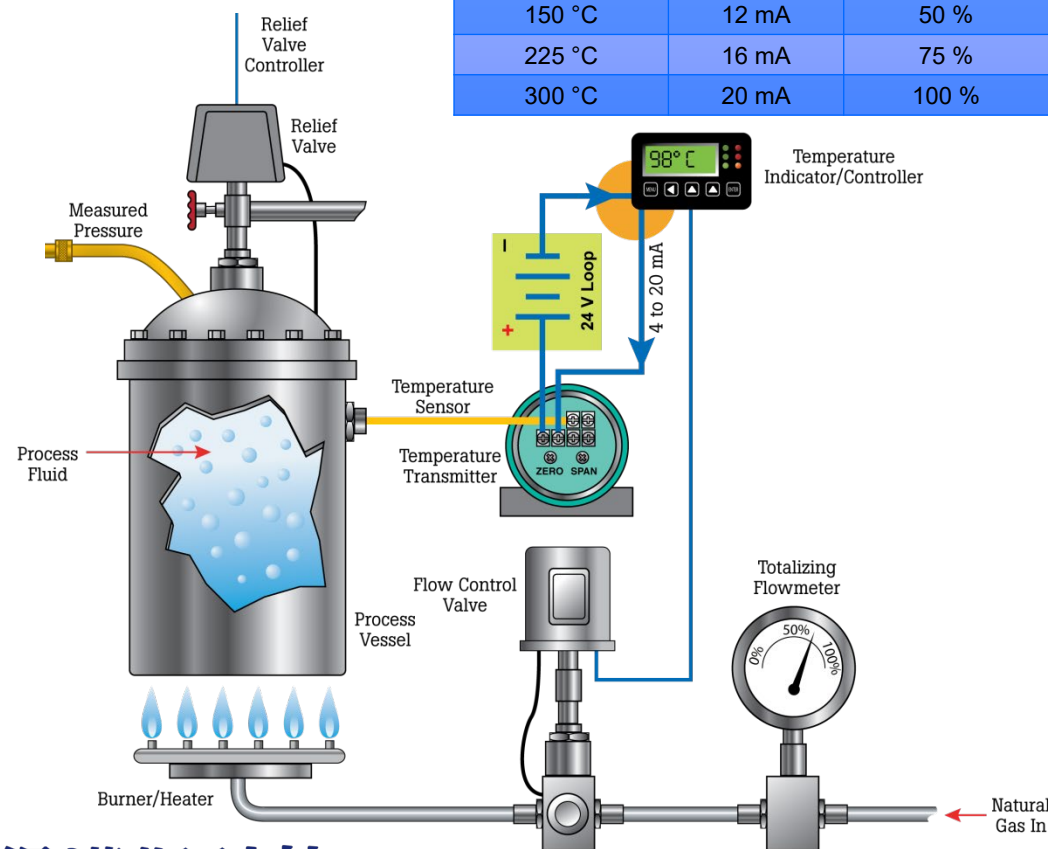 150 °C 12 mA 50 %
225 °C 16 mA 75 %
300 °C 20 mA 100 %
Relief
Valve
Controller
Relief
Valve
98°C
Temperature
Indicator/Controller
MENU
ENTER
Measured
Pressure
I
24 V Loop
+
4 to 20 mA
Temperature
Sensor
Process
Fluid
Temperature
Transmitter
ZERO SPAN
Flow Control
Valve
Totalizing
Flowmeter
Process
Vessel
0%
50%
100%
Burner/Heater
Natural
Gas In